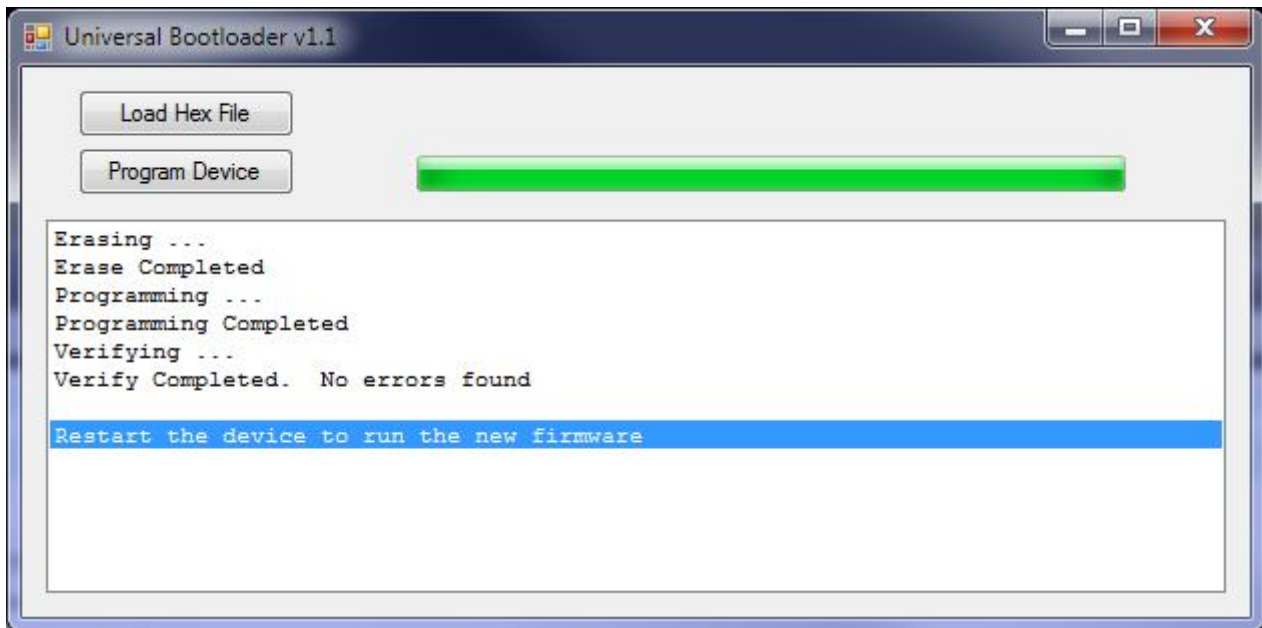 Universal Bootloader v1.1
Load Hex File
Program Device
Erasing ...
Erase Completed
Programming ...
Programming Completed
Verifying ...
Verify Completed.  No errors found
Restart the device to run the new firmware